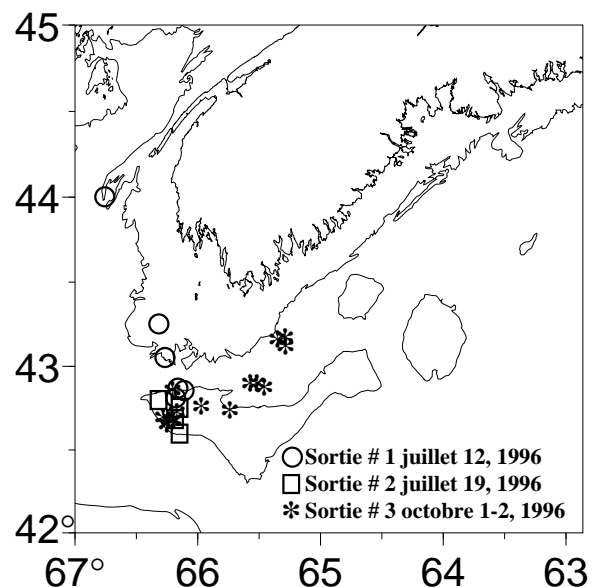 45
44
43
Sortie # 1 juillet 12, 1996
Sortie # 2 juillet 19, 1996
Sortie # 3 octobre 1-2, 1996
42°
67° 66 65 64 63